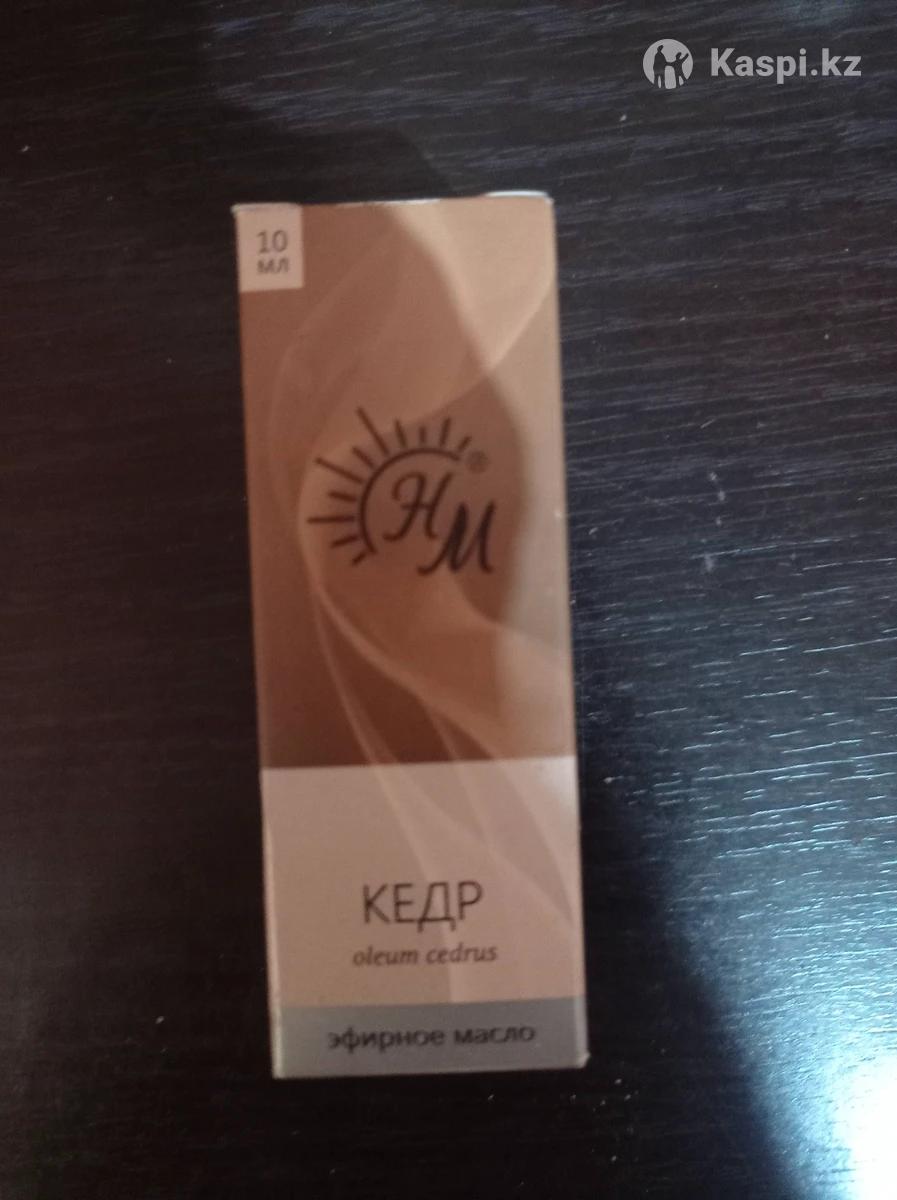 Kaspi.kz
10
мл
НМ®
КЕДР
oleum cedrus
эфирное масло